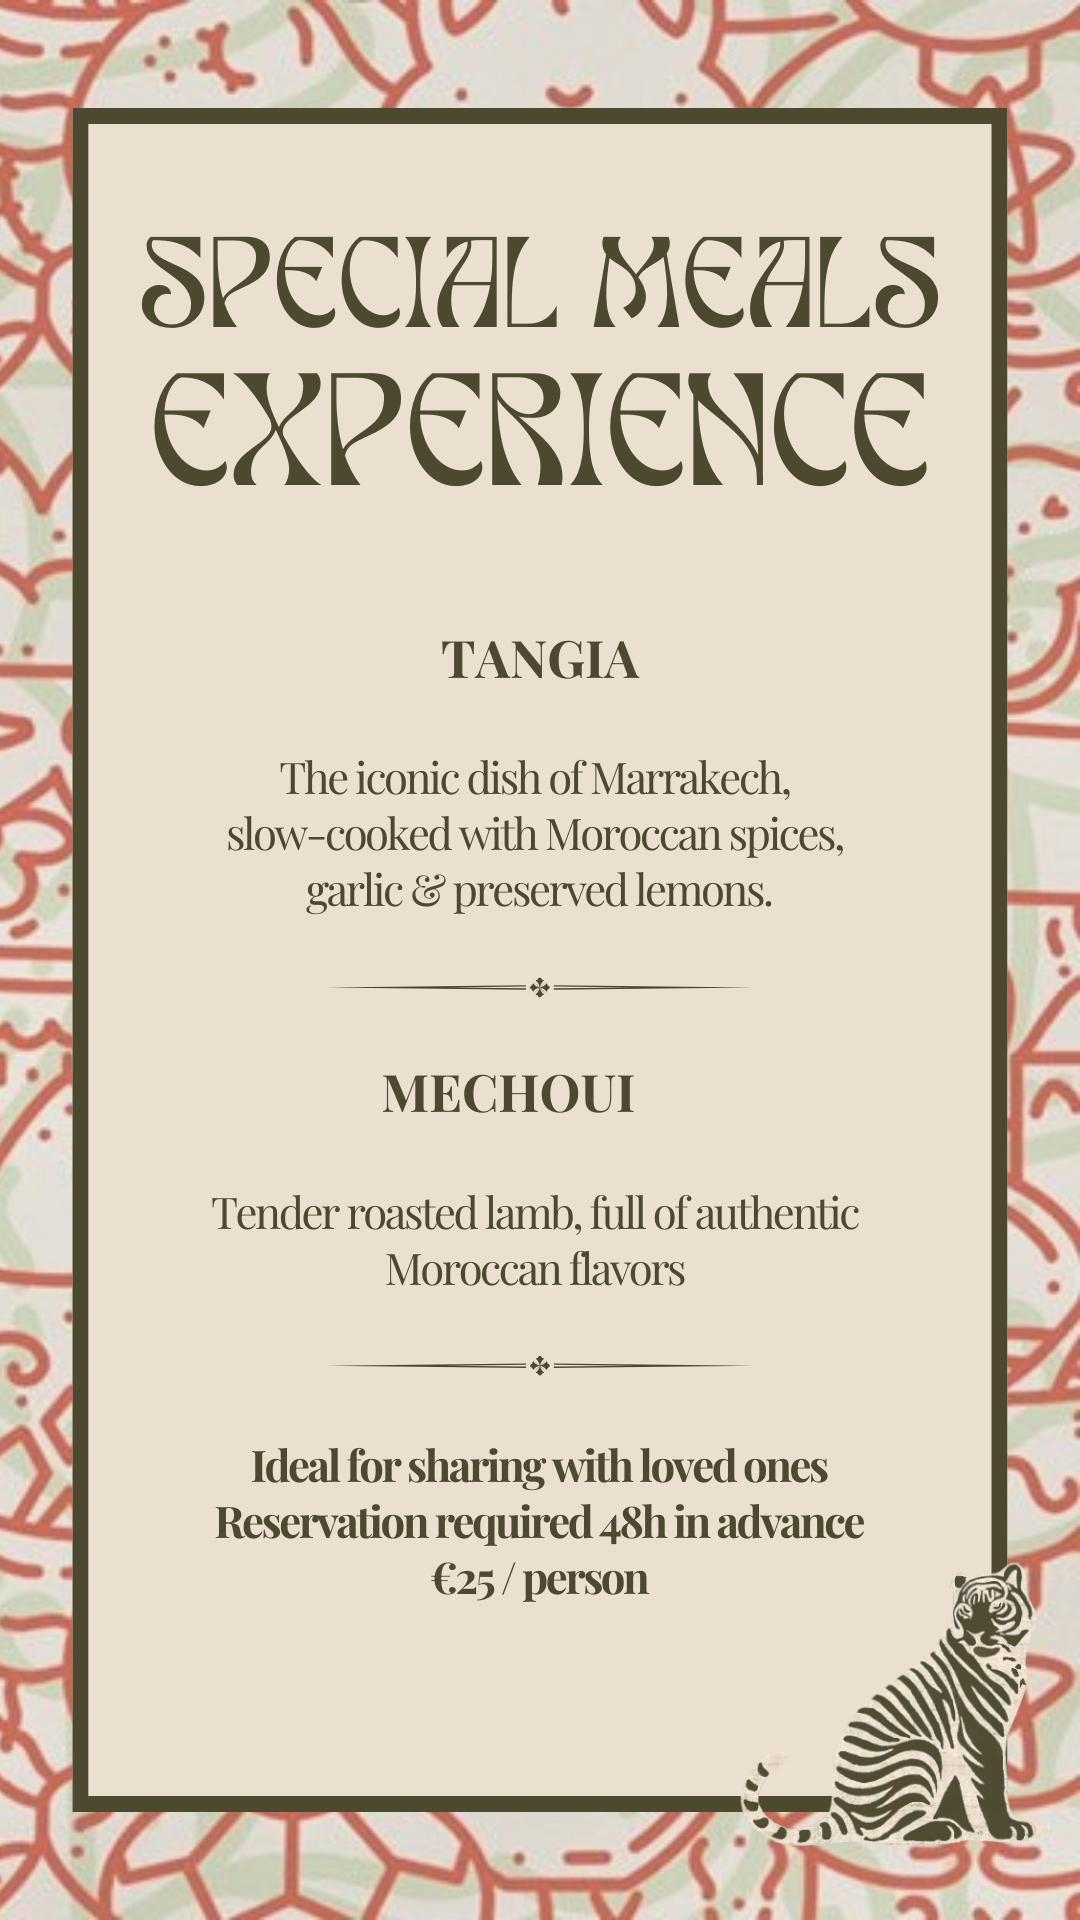 SPECIAL MEALS
EXPERIENCE
TANGIA
The iconic dish of Marrakech,
slow-cooked with Moroccan spices,
garlic & preserved lemons.
MECHOUI
Tender roasted lamb, full of authentic
Moroccan flavors
Ideal for sharing with loved ones
Reservation required 48h in advance
€25 / person